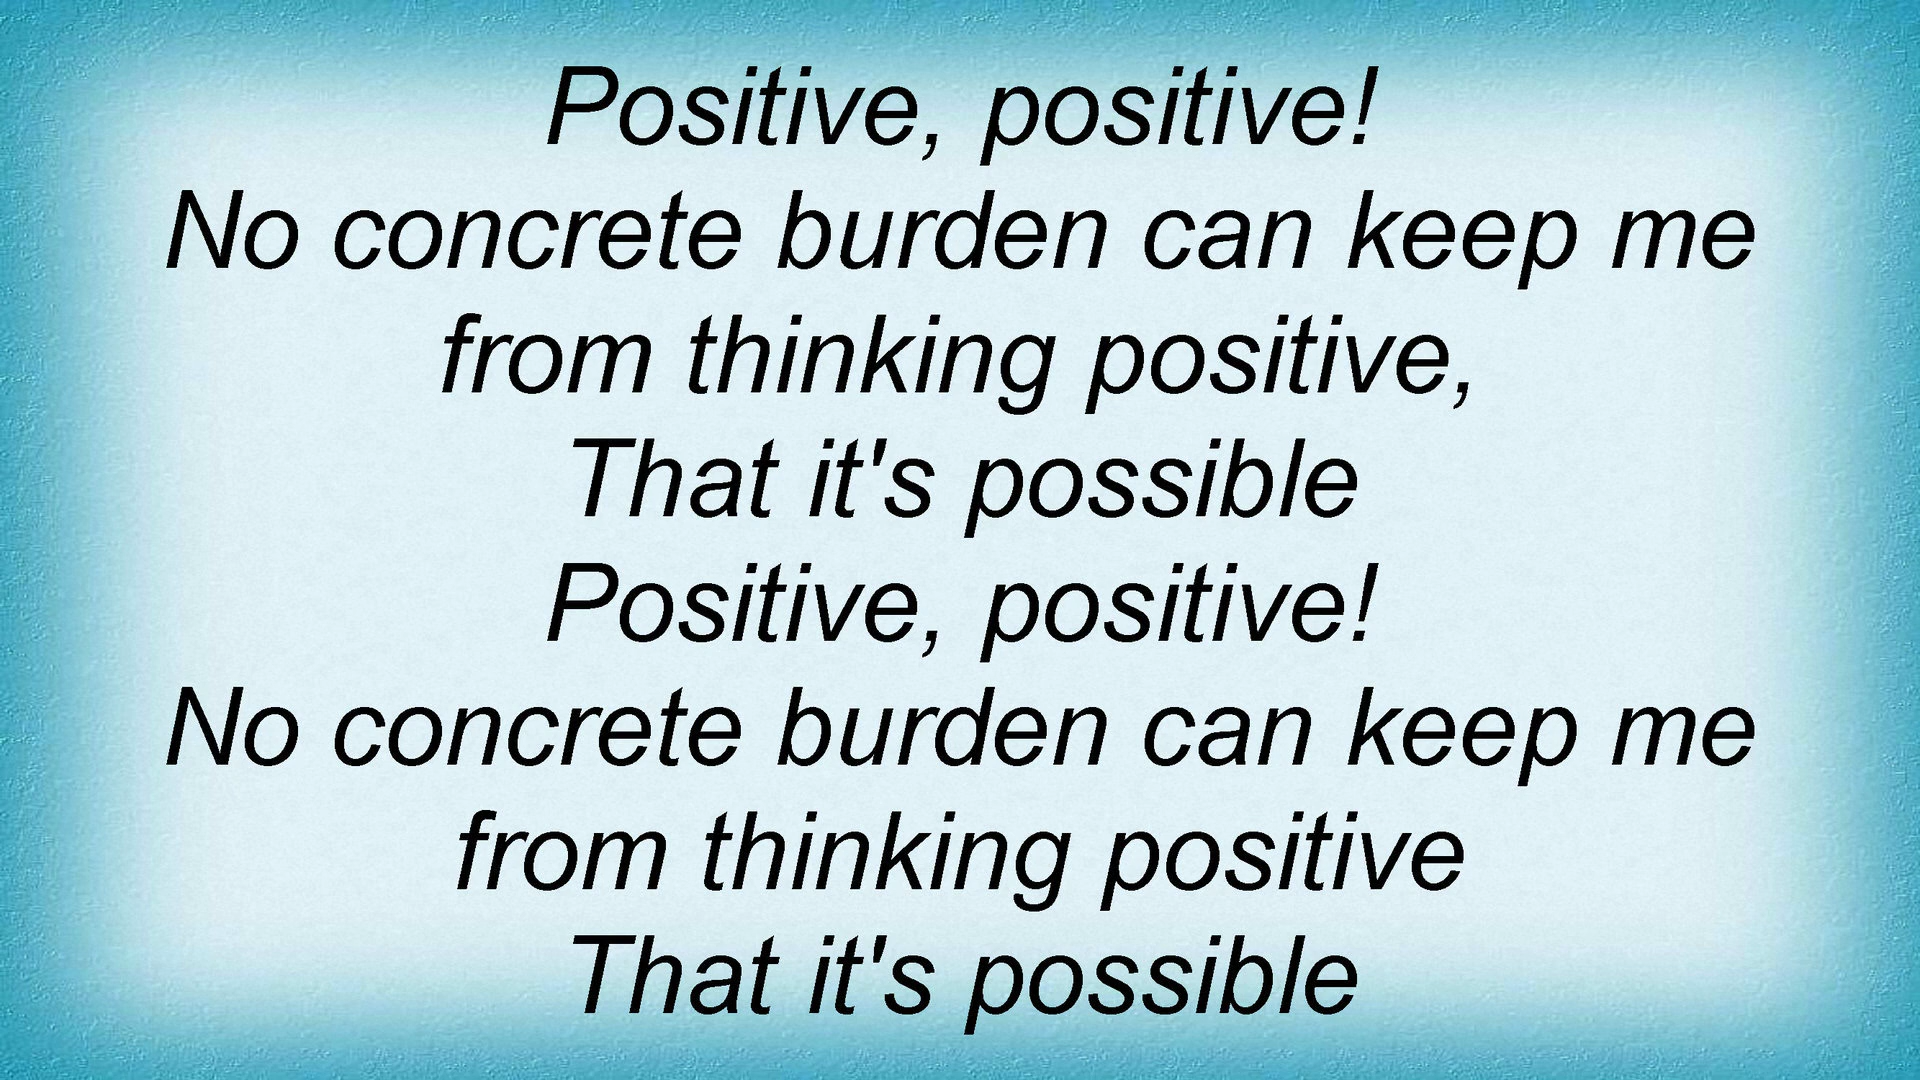 Positive, positive!
No concrete burden can keep me
from thinking positive,
That it's possible
Positive, positive!
No concrete burden can keep me
from thinking positive
That it's possible